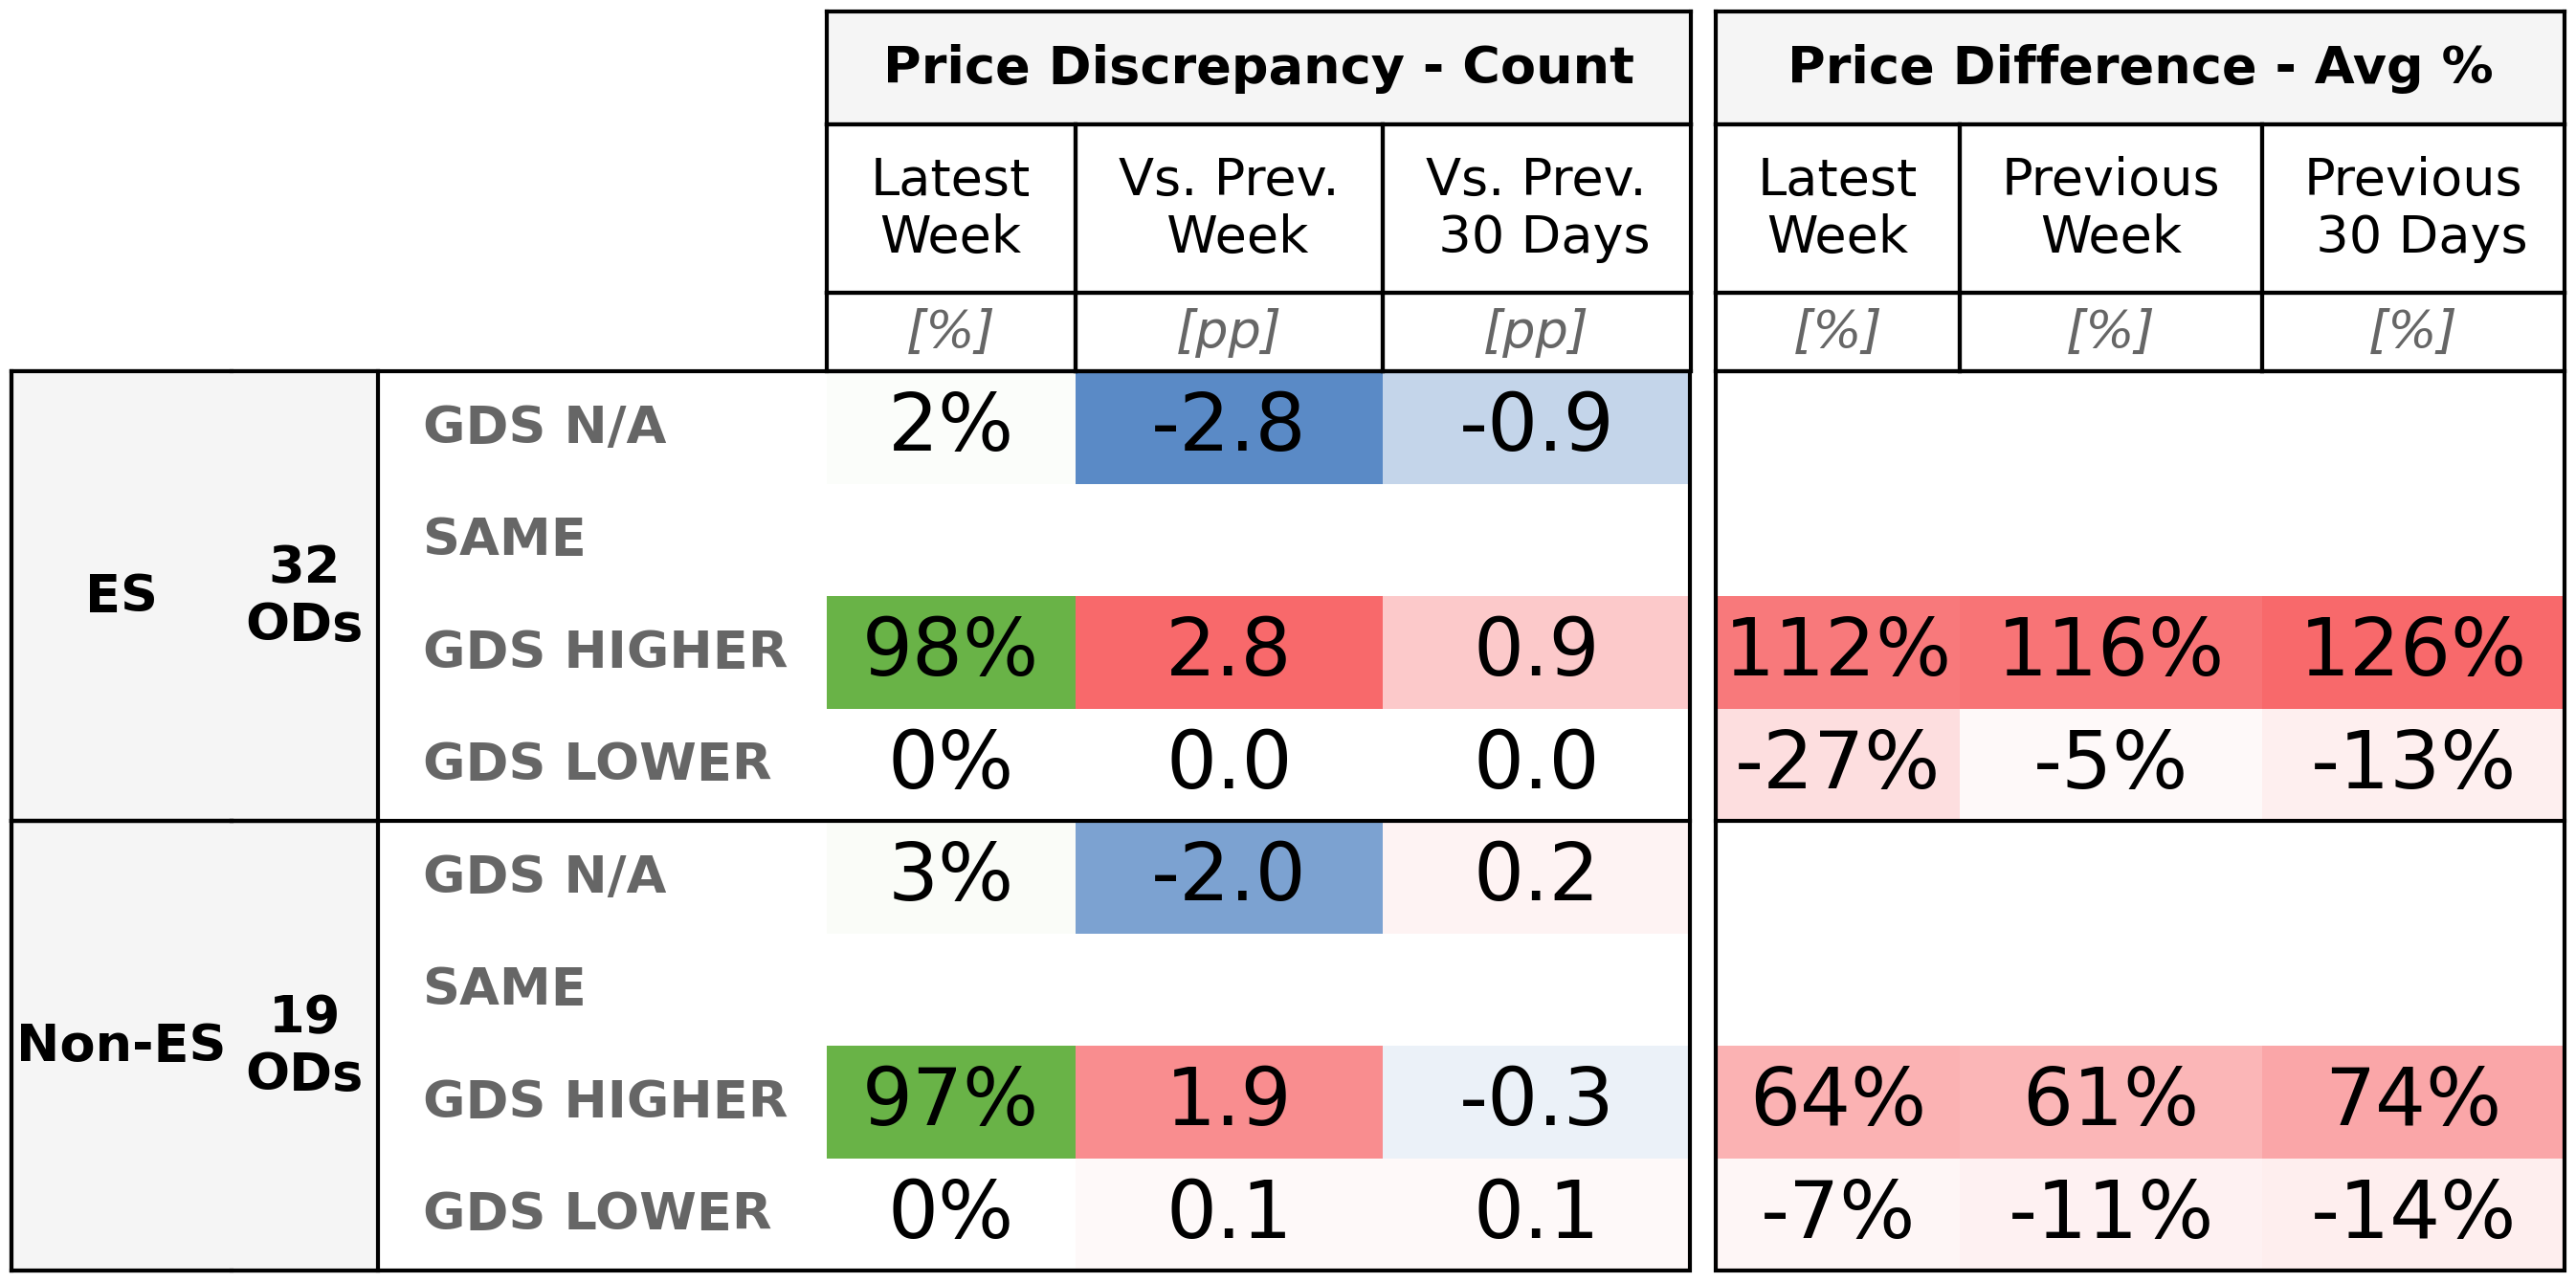 Price Discrepancy - Count Price Difference - Avg %
Latest Week Vs. Prev. Week Vs. Prev. 30 Days Latest Week Previous Week Previous 30 Days
[%] [pp] [pp] [%] [%] [%]
ES 32 ODs
GDS N/A 2% -2.8 -0.9
SAME
GDS HIGHER 98% 2.8 0.9 112% 116% 126%
GDS LOWER 0% 0.0 0.0 -27% -5% -13%
Non-ES 19 ODs
GDS N/A 3% -2.0 0.2
SAME
GDS HIGHER 97% 1.9 -0.3 64% 61% 74%
GDS LOWER 0% 0.1 0.1 -7% -11% -14%